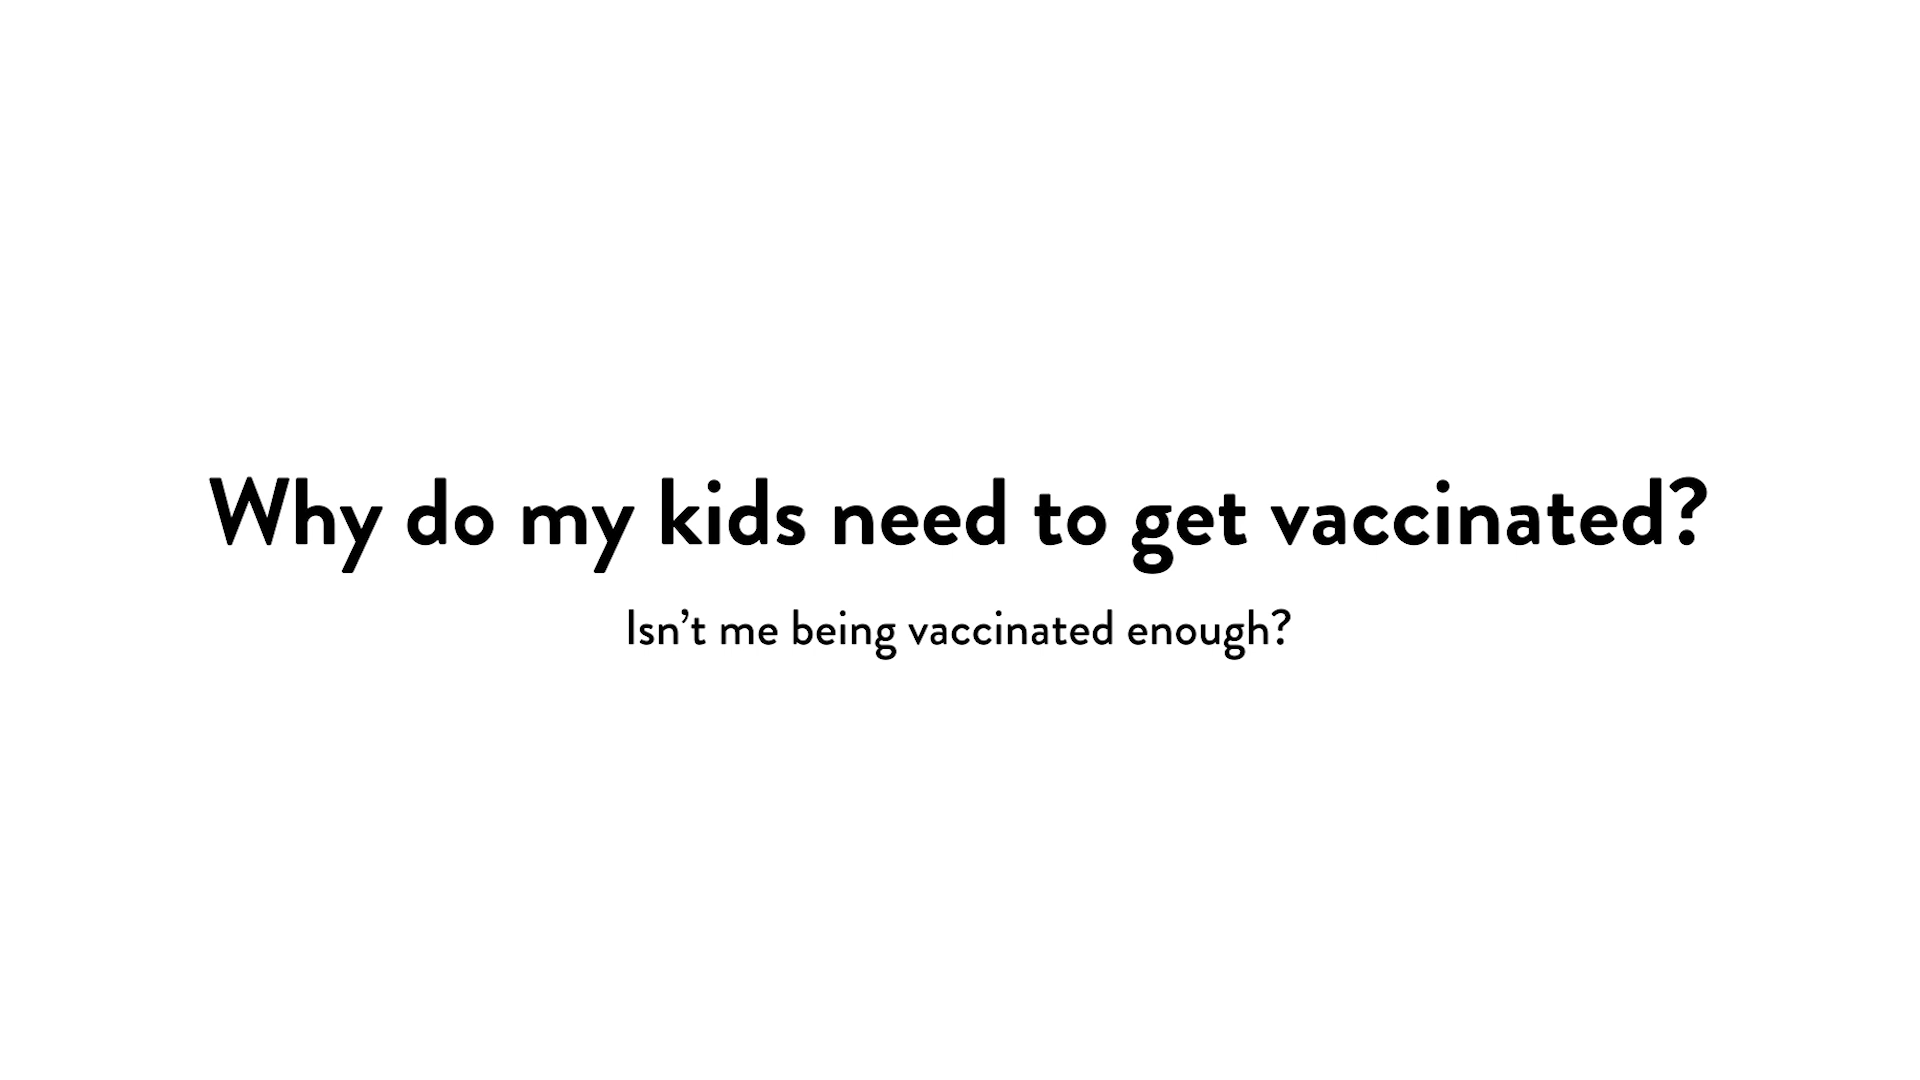 Why do my kids need to get vaccinated?
Isn’t me being vaccinated enough?